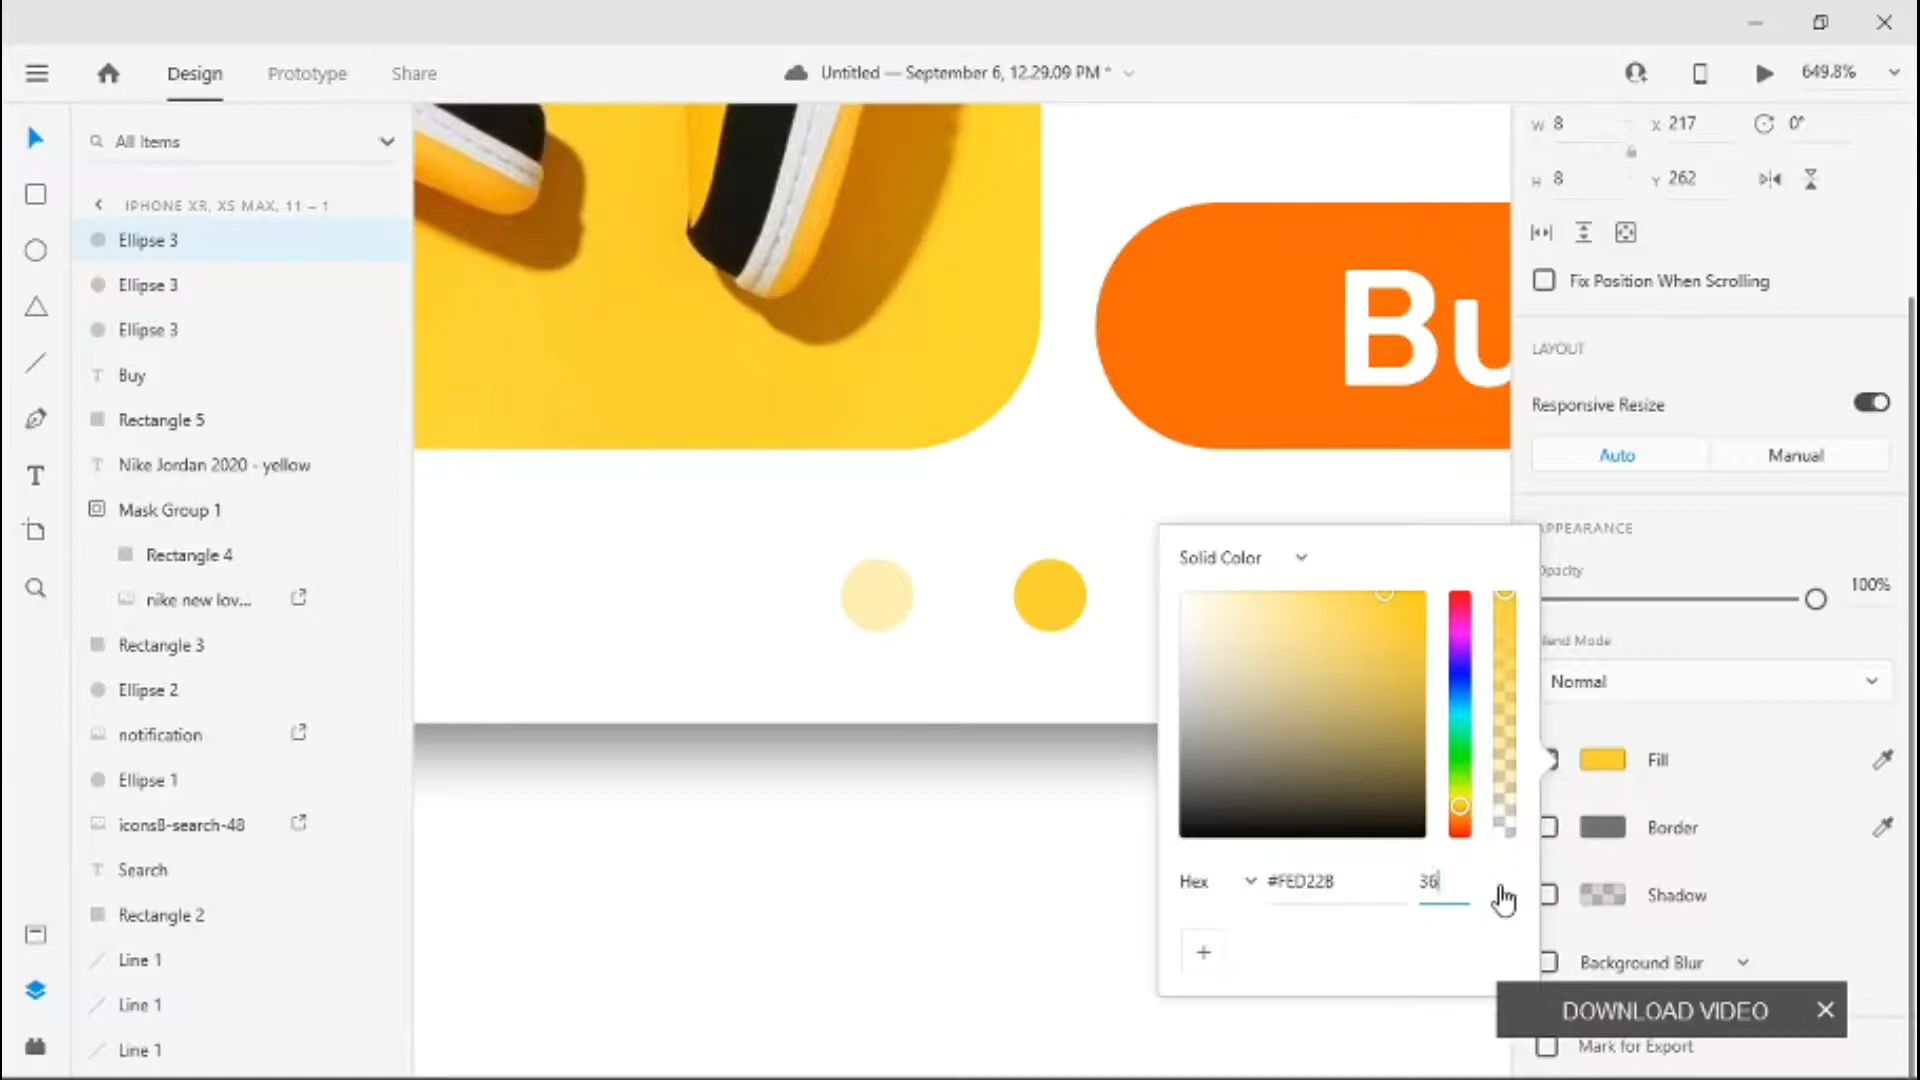 Design
Prototype
Share
Untitled — September 6, 12.29.09 PM *
649.8%
All Items
IPHONE XR, XS MAX, 11 – 1
Ellipse 3
Ellipse 3
Ellipse 3
Buy
Rectangle 5
Nike Jordan 2020 - yellow
Mask Group 1
Rectangle 4
nike new lov...
Rectangle 3
Ellipse 2
notification
Ellipse 1
icons8-search-48
Search
Rectangle 2
Line 1
Line 1
Line 1
Bu
Solid Color
Hex
#FED22B
36
+
W 8
X 217
0°
H 8
Y 262
Fix Position When Scrolling
LAYOUT
Responsive Resize
Auto
Manual
APPEARANCE
Opacity
100%
Blend Mode
Normal
Fill
Border
Shadow
Background Blur
DOWNLOAD VIDEO
Mark for Export